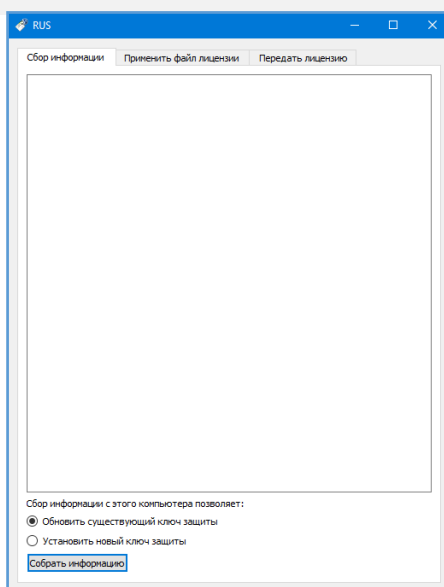 RUS
Сбор информации Применить файл лицензии Передать лицензию
Сбор информации с этого компьютера позволяет:
Обновить существующий ключ защиты
Установить новый ключ защиты
Собрать информацию